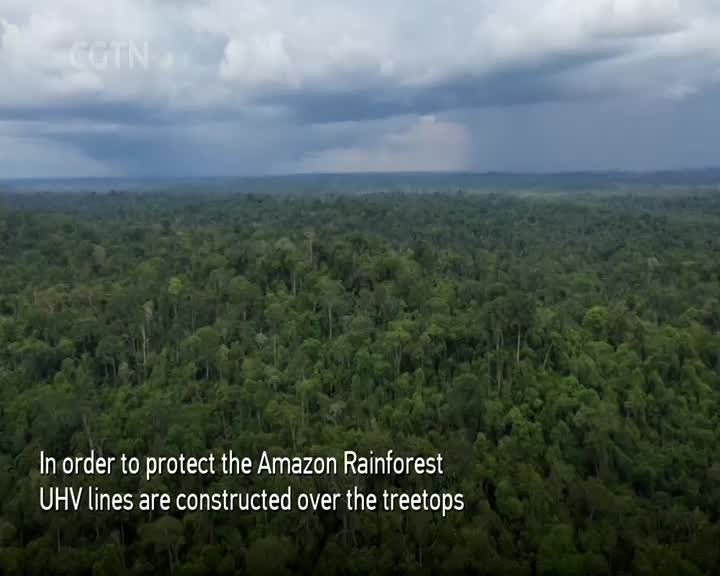 CGTN
In order to protect the Amazon Rainforest
UHV lines are constructed over the treetops